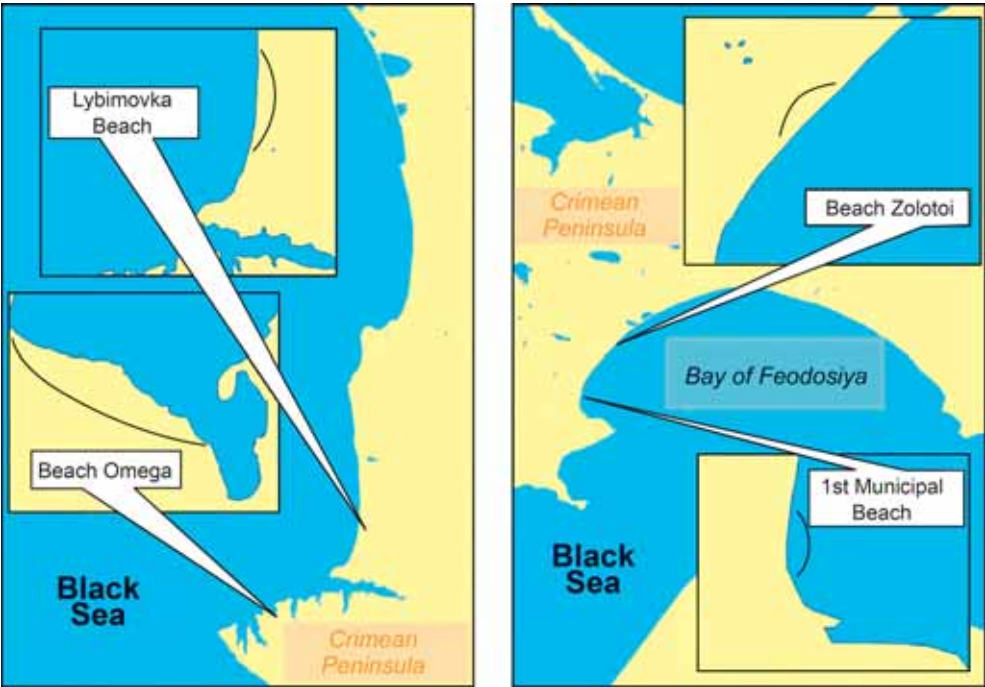 Lybimovka
Beach
Beach Omega
Black
Sea
Crimean
Peninsula
Crimean
Peninsula
Beach Zolotoi
Bay of Feodosiya
1st Municipal
Beach
Black
Sea